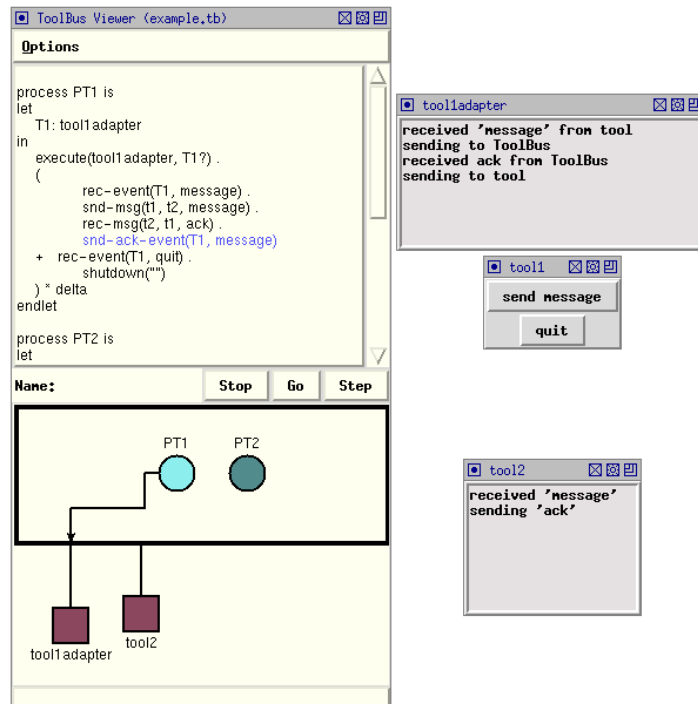 ToolBus Viewer (example.tb)
Options
process PT1 is
let
T1: tool1adapter
in
execute(tool1adapter, T1?) .
(
rec-event(T1, message) .
snd-msg(t1, t2, message) .
rec-msg(t2, t1, ack) .
snd-ack-event(T1, message)
+ rec-event(T1, quit) .
shutdown("")
) * delta
endlet
process PT2 is
let
Name:
Stop
Go
Step
PT1
PT2
tool1adapter
tool2
tool1adapter
received 'message' from tool
sending to ToolBus
received ack from ToolBus
sending to tool
tool1
send message
quit
tool2
received 'message'
sending 'ack'